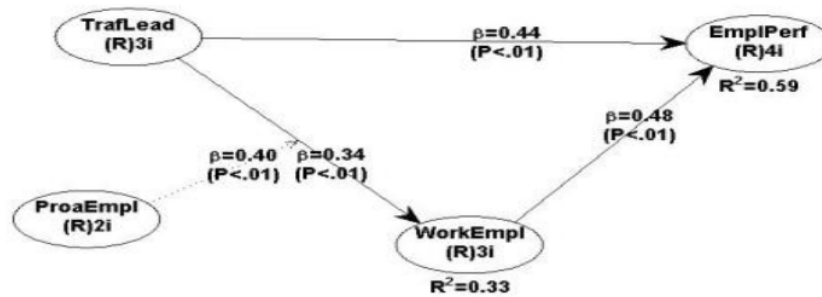 TrafLead
(R)3i
β=0.44
(P<.01)
EmplPerf
(R)4i
R²=0.59
β=0.48
(P<.01)
β=0.40
(P<.01)
β=0.34
(P<.01)
ProaEmpl
(R)2i
WorkEmpl
(R)3i
R²=0.33